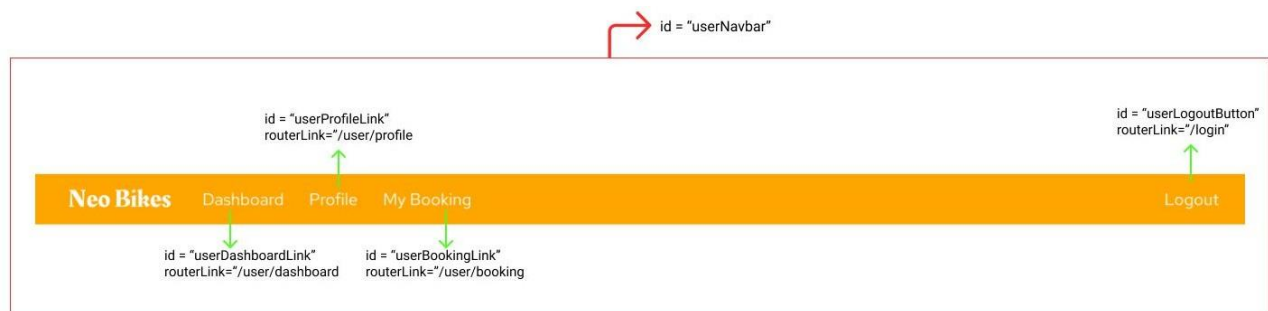 id = “userNavbar”
id = “userProfileLink”
routerLink=”/user/profile
id = “userLogoutButton”
routerLink=”/login”
Neo Bikes Dashboard Profile My Booking Logout
id = “userDashboardLink”
routerLink=”/user/dashboard
id = “userBookingLink”
routerLink=”/user/booking